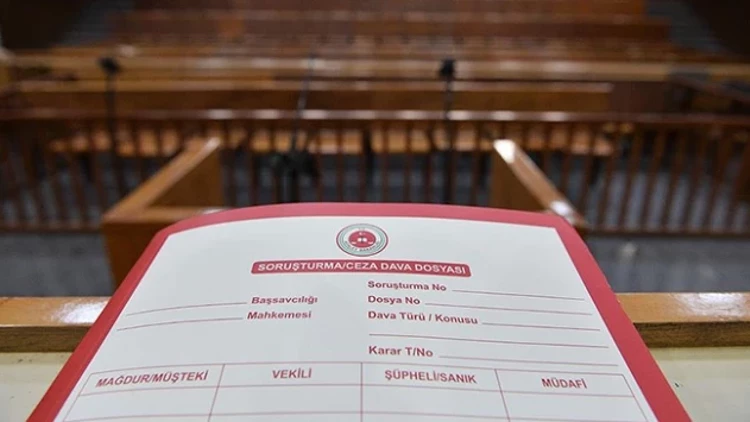 SORUŞTURMA/CEZA DAVA DOSYASI
Soruşturma No
Başsavcılığı
Dosya No
Mahkemesi
Dava Türü / Konusu
Karar T/No
MAĞDUR/MÜŞTEKİ VEKİLİ ŞÜPHELİ/SANIK MÜDAFİ